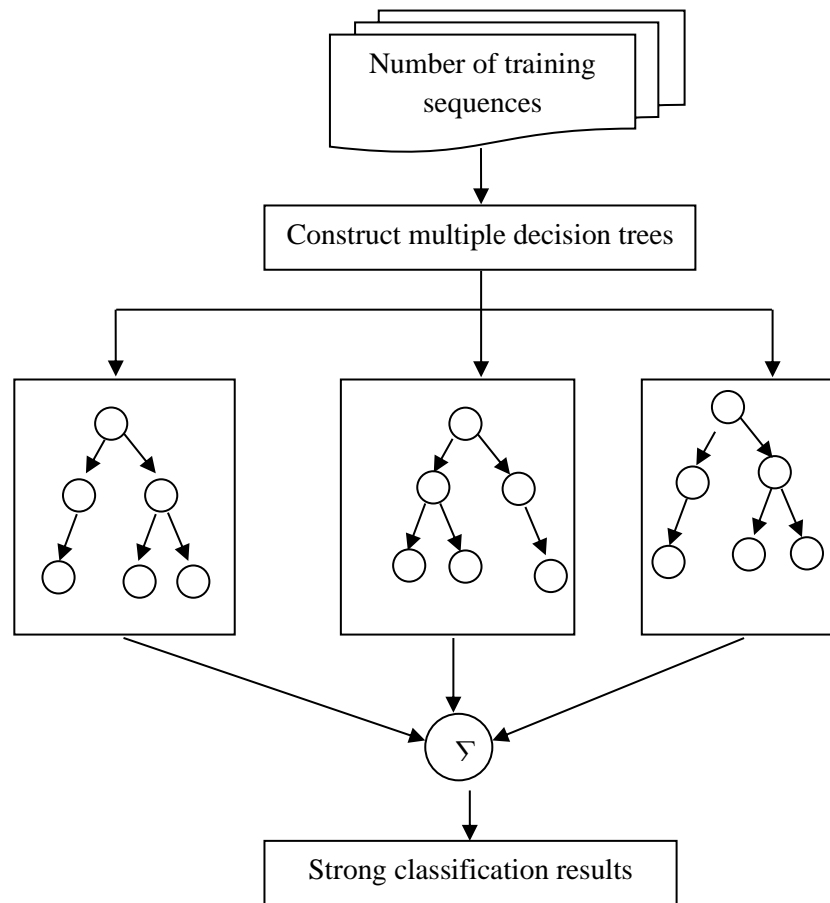 Number of training
sequences
Construct multiple decision trees
∑
Strong classification results